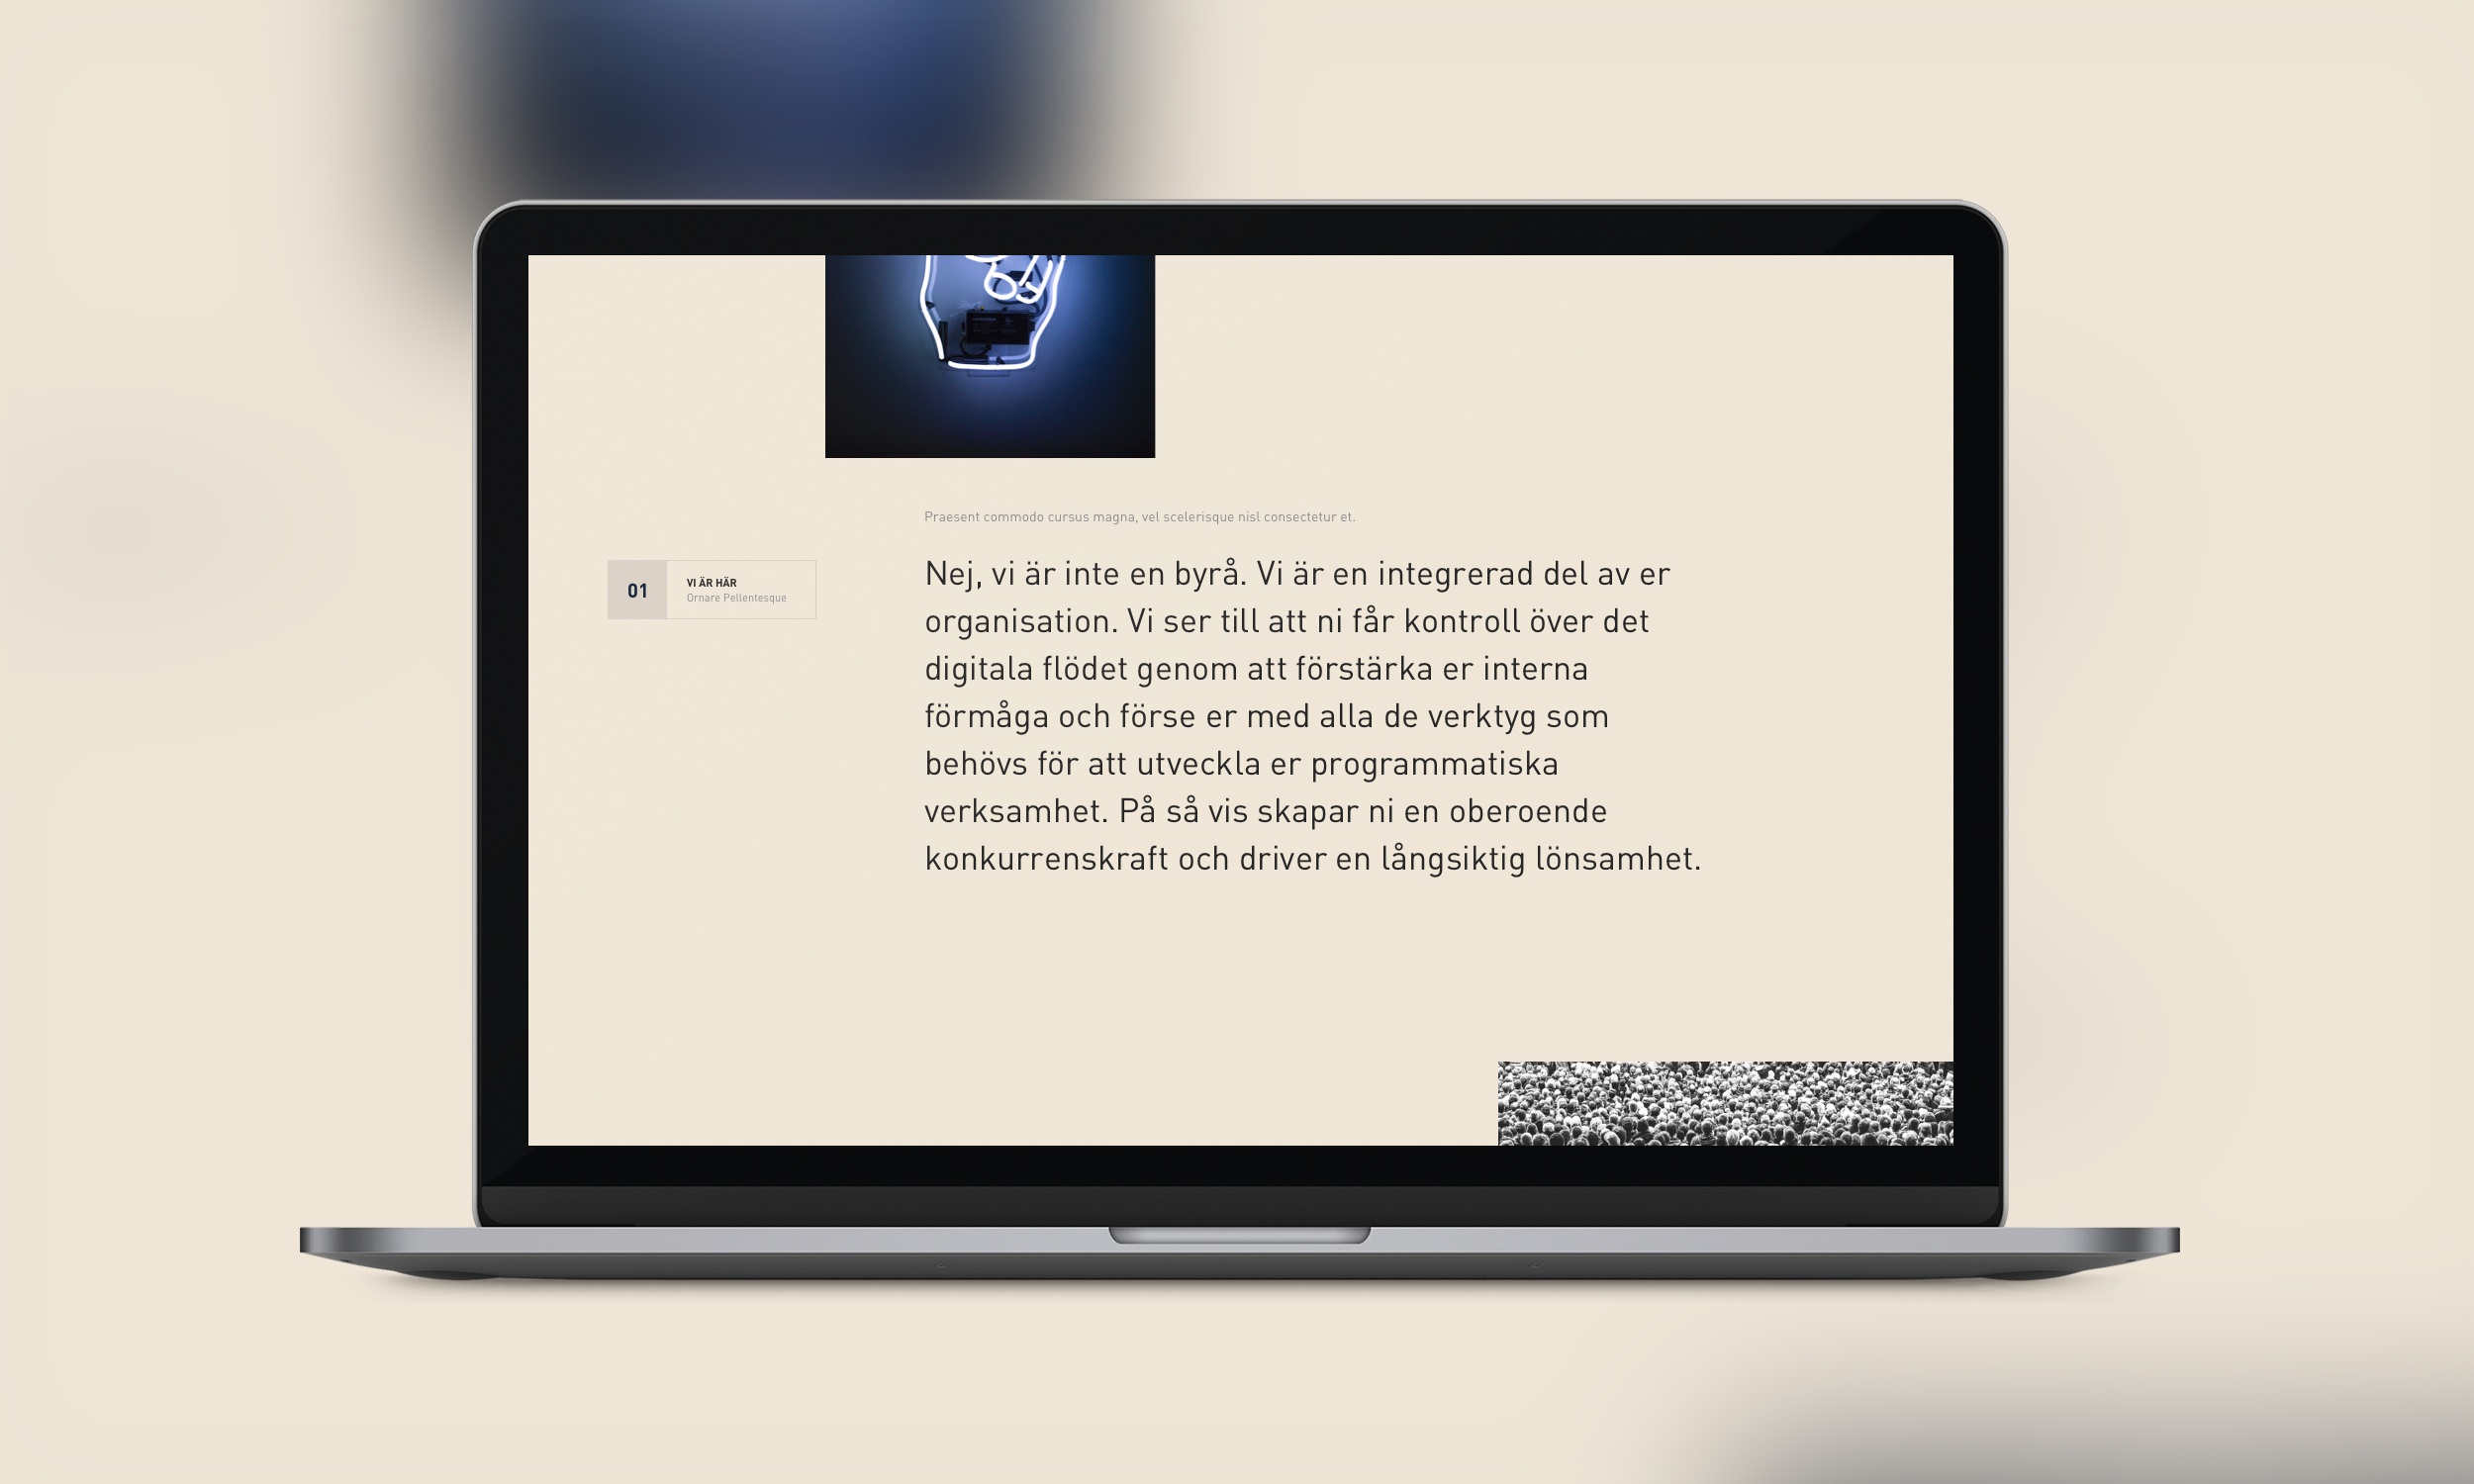 Praesent commodo cursus magna, vel scelerisque nisl consectetur et.
01
VI ÄR HÄR
Ornare Pellentesque
Nej, vi är inte en byrå. Vi är en integrerad del av er
organisation. Vi ser till att ni får kontroll över det
digitala flödet genom att förstärka er interna
förmåga och förse er med alla de verktyg som
behövs för att utveckla er programmatiska
verksamhet. På så vis skapar ni en oberoende
konkurrenskraft och driver en långsiktig lönsamhet.